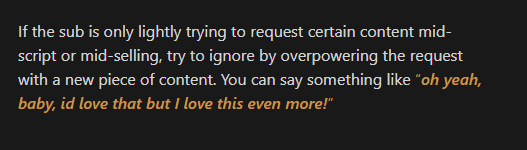 If the sub is only lightly trying to request certain content mid-
script or mid-selling, try to ignore by overpowering the request
with a new piece of content. You can say something like “oh yeah,
baby, id love that but I love this even more!”